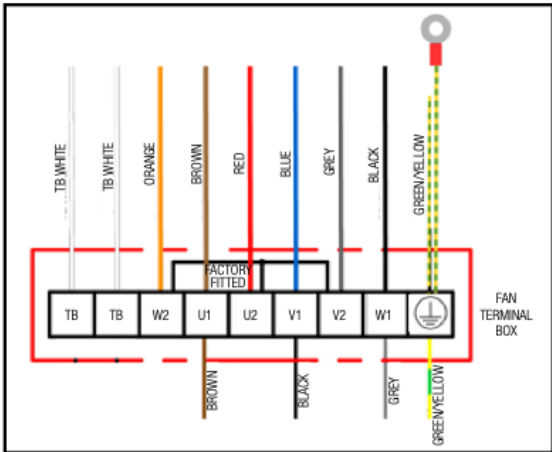 TB WHITE
TB WHITE
ORANGE
BROWN
RED
BLUE
GREY
BLACK
GREEN/YELLOW
FACTORY
FITTED
TB TB W2 U1 U2 V1 V2 W1
FAN
TERMINAL
BOX
BROWN
BLACK
GREY
GREEN/YELLOW